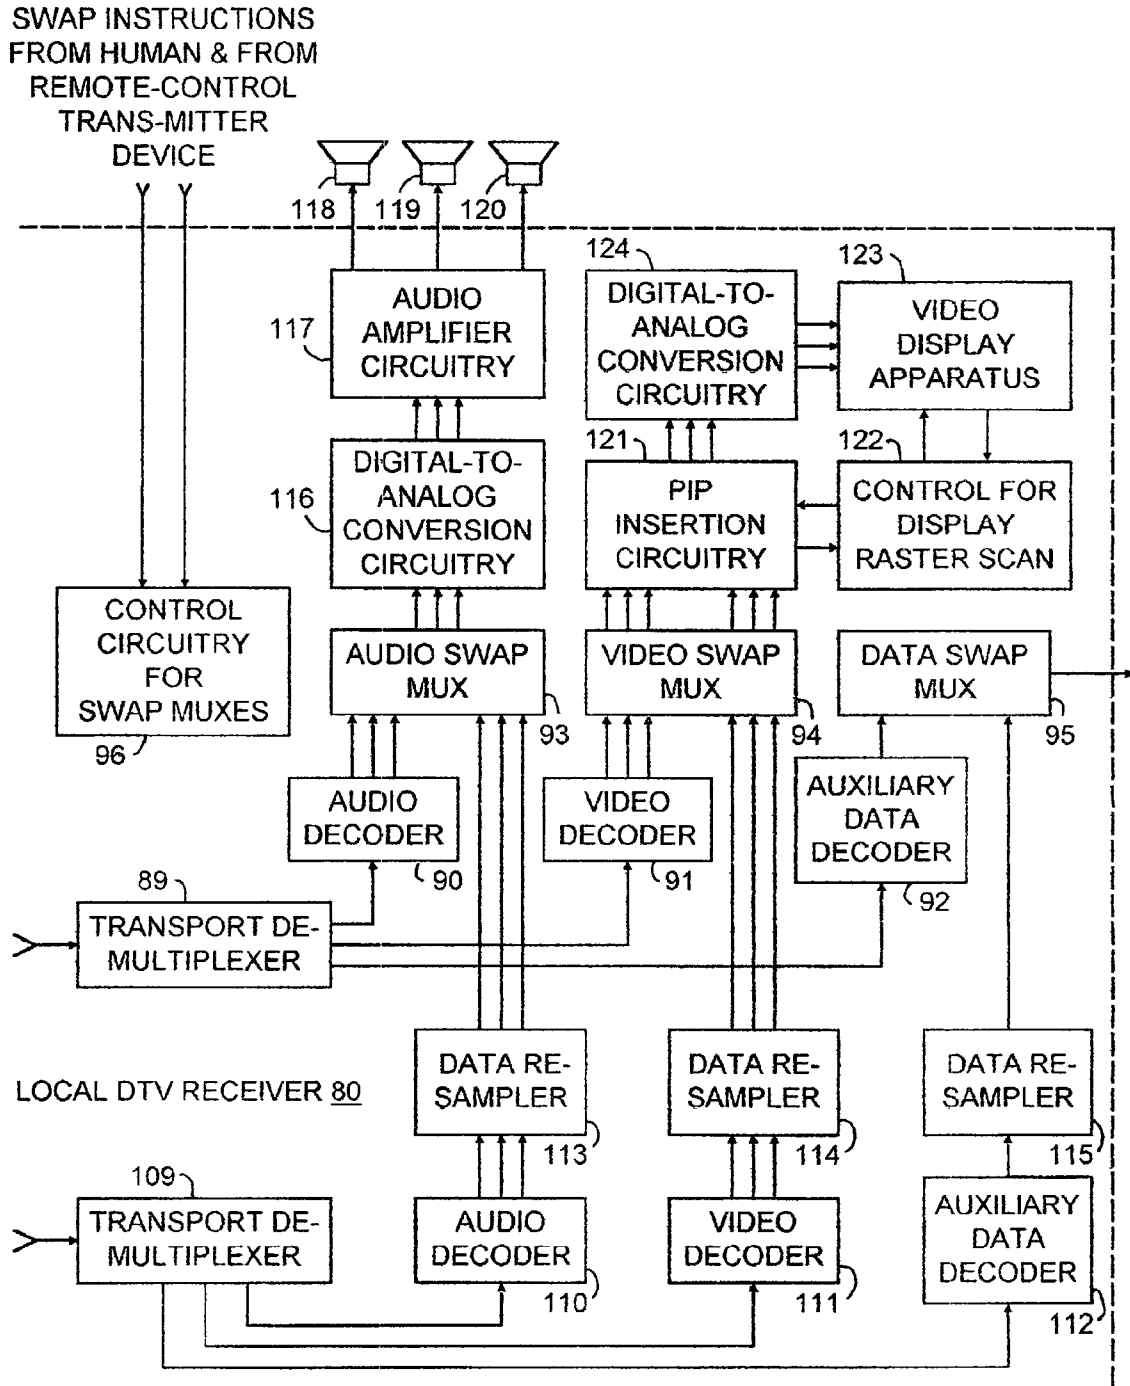 SWAP INSTRUCTIONS
FROM HUMAN & FROM
REMOTE-CONTROL
TRANS-MITTER
DEVICE
118
119
120
AUDIO
AMPLIFIER
CIRCUITRY
117
124
DIGITAL-TO-
ANALOG
CONVERSION
CIRCUITRY
123
VIDEO
DISPLAY
APPARATUS
DIGITAL-TO-
ANALOG
CONVERSION
CIRCUITRY
116
121
PIP
INSERTION
CIRCUITRY
122
CONTROL FOR
DISPLAY
RASTER SCAN
CONTROL
CIRCUITRY
FOR
SWAP MUXES
96
AUDIO SWAP
MUX
93
VIDEO SWAP
MUX
94
DATA SWAP
MUX
95
AUDIO
DECODER
90
VIDEO
DECODER
91
AUXILIARY
DATA
DECODER
92
89
TRANSPORT DE-
MULTIPLEXER
LOCAL DTV RECEIVER 80
DATA RE-
SAMPLER
113
DATA RE-
SAMPLER
114
DATA RE-
SAMPLER
115
109
TRANSPORT DE-
MULTIPLEXER
AUDIO
DECODER
110
VIDEO
DECODER
111
AUXILIARY
DATA
DECODER
112